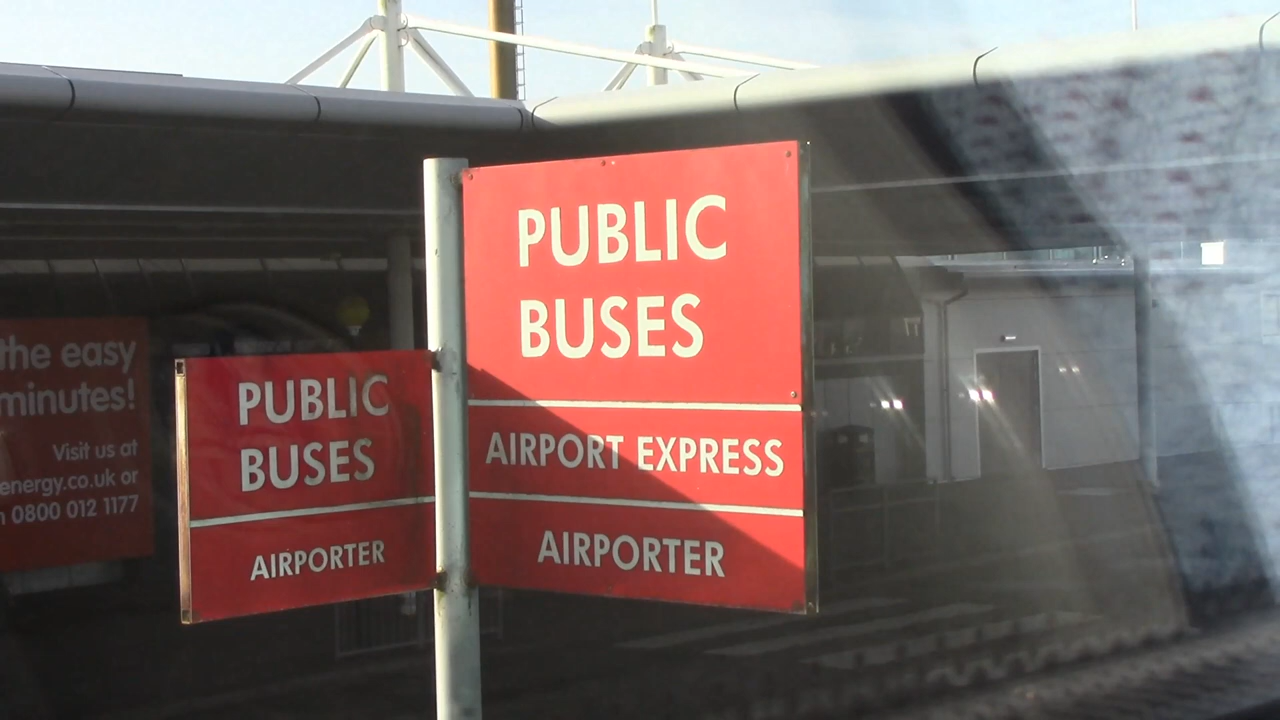 the easy
minutes!
Visit us at
energy.co.uk or
0800 012 1177
PUBLIC
BUSES
AIRPORTER
PUBLIC
BUSES
AIRPORT EXPRESS
AIRPORTER